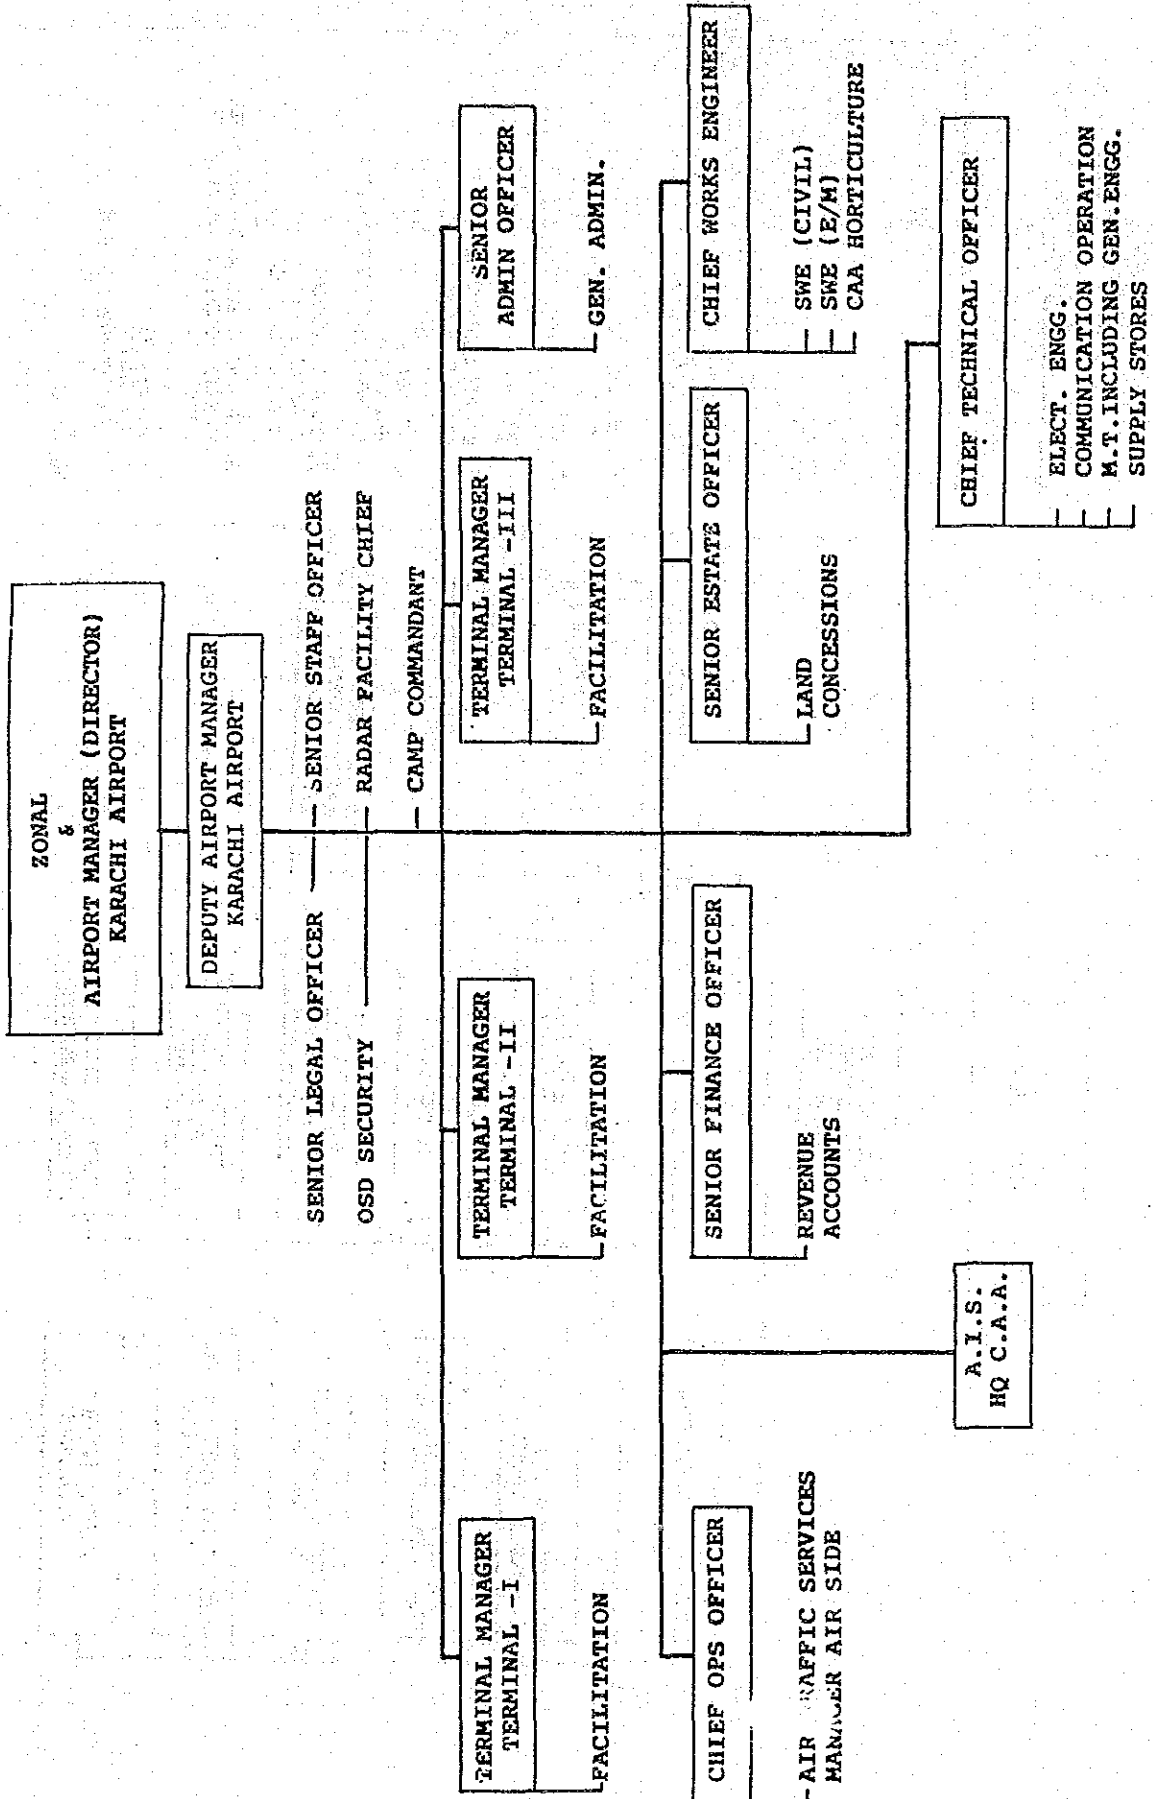 ZONAL
&
AIRPORT MANAGER (DIRECTOR)
KARACHI AIRPORT
DEPUTY AIRPORT MANAGER
KARACHI AIRPORT
SENIOR LEGAL OFFICER
SENIOR STAFF OFFICER
OSD SECURITY
RADAR FACILITY CHIEF
CAMP COMMANDANT
TERMINAL MANAGER
TERMINAL -I
FACILITATION
TERMINAL MANAGER
TERMINAL -II
FACILITATION
TERMINAL MANAGER
TERMINAL -III
FACILITATION
SENIOR
ADMIN OFFICER
GEN. ADMIN.
CHIEF OPS OFFICER
AIR TRAFFIC SERVICES
MANAGER AIR SIDE
SENIOR FINANCE OFFICER
REVENUE
ACCOUNTS
SENIOR ESTATE OFFICER
LAND
CONCESSIONS
CHIEF WORKS ENGINEER
SWE (CIVIL)
SWE (E/M)
CAA HORTICULTURE
A.I.S.
HQ C.A.A.
CHIEF TECHNICAL OFFICER
ELECT. ENGG.
COMMUNICATION OPERATION
M.T.INCLUDING GEN.ENGG.
SUPPLY STORES